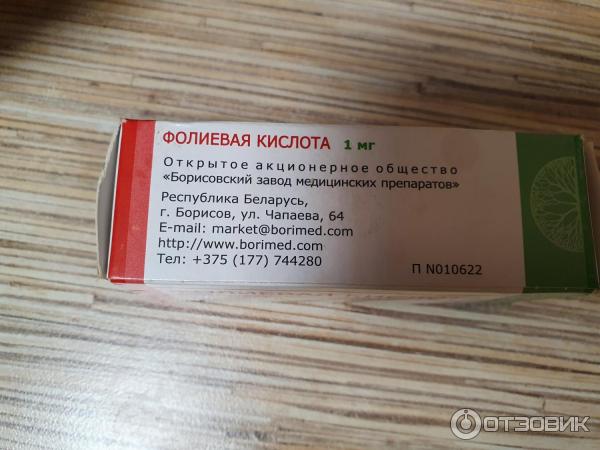 ФОЛИЕВАЯ КИСЛОТА 1 мг
Открытое акционерное общество
«Борисовский завод медицинских препаратов»
Республика Беларусь,
г. Борисов, ул. Чапаева, 64
E-mail: market@borimed.com
http://www.borimed.com
Тел: +375 (177) 744280
П N010622
ОТЗОВИК